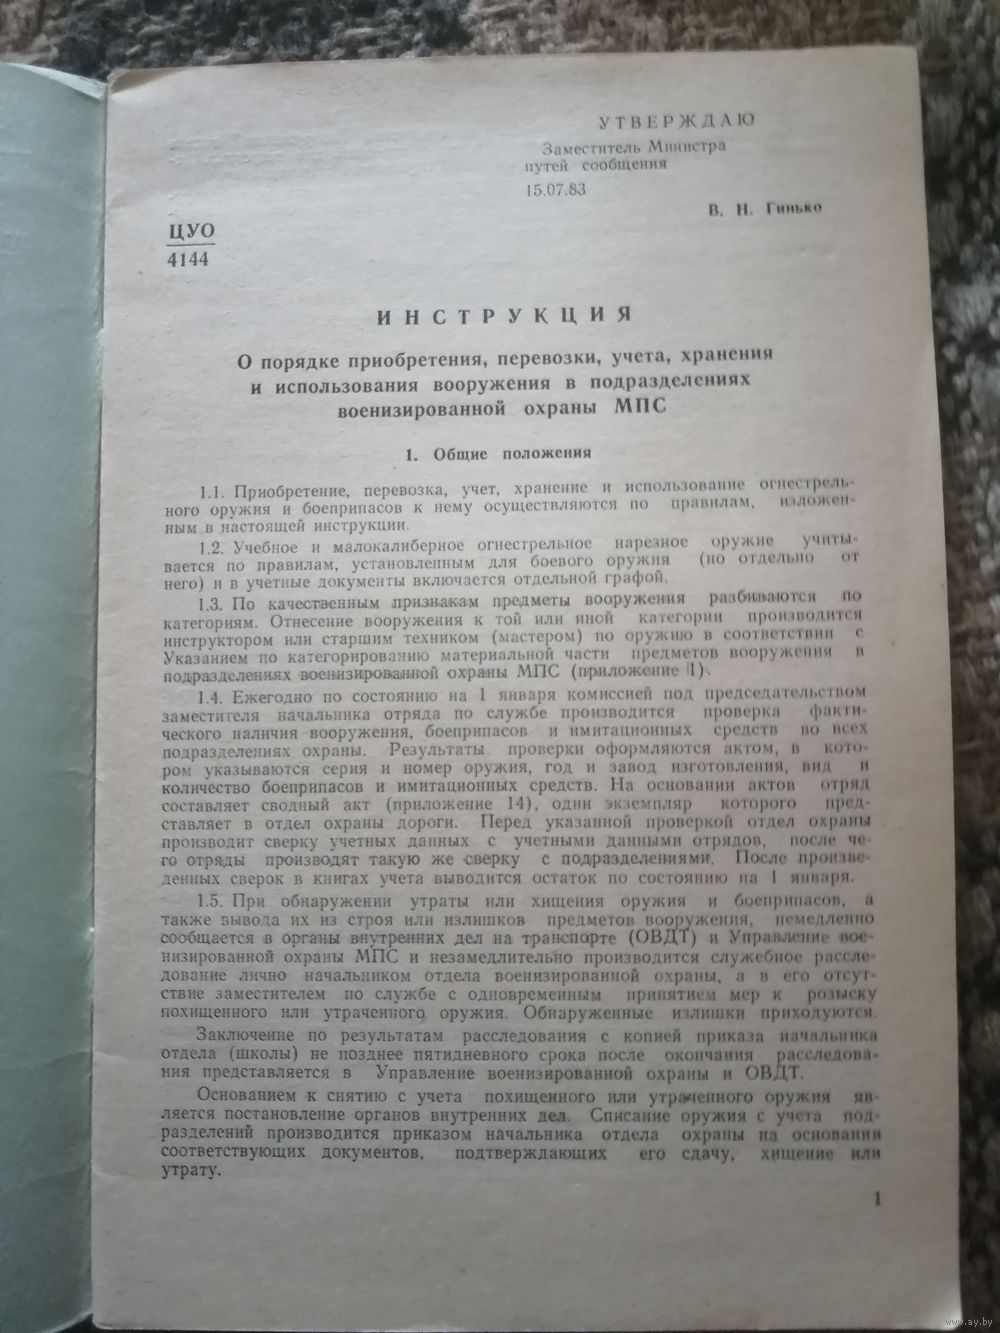 УТВЕРЖДАЮ
Заместитель Министра
путей сообщения
15.07.83
В. Н. Гинько
ЦУО
4144
ИНСТРУКЦИЯ
О порядке приобретения, перевозки, учета, хранения
и использования вооружения в подразделениях
военизированной охраны МПС
1. Общие положения
1.1. Приобретение, перевозка, учет, хранение и использование огнестрель-
ного оружия и боеприпасов к нему осуществляются по правилам, изложен-
ным в настоящей инструкции.
1.2. Учебное и малокалиберное огнестрельное нарезное оружие учиты-
вается по правилам, установленным для боевого оружия (но отдельно от
него) и в учетные документы включается отдельной графой.
1.3. По качественным признакам предметы вооружения разбиваются по
категориям. Отнесение вооружения к той или иной категории производится
инструктором или старшим техником (мастером) по оружию в соответствии с
Указанием по категорированию материальной части предметов вооружения в
подразделениях военизированной охраны МПС (приложение 1).
1.4. Ежегодно по состоянию на 1 января комиссией под председательством
заместителя начальника отряда по службе производится проверка факти-
ческого наличия вооружения, боеприпасов и имитационных средств во всех
подразделениях охраны. Результаты проверки оформляются актом, в кото-
ром указываются серия и номер оружия, год и завод изготовления, вид и
количество боеприпасов и имитационных средств. На основании актов отряд
составляет сводный акт (приложение 14), один экземпляр которого пред-
ставляет в отдел охраны дороги. Перед указанной проверкой отдел охраны
производит сверку учетных данных с учетными данными отрядов, после че-
го отряды производят такую же сверку с подразделениями. После произве-
денных сверок в книгах учета выводится остаток по состоянию на 1 января.
1.5. При обнаружении утраты или хищения оружия и боеприпасов, а
также вывода их из строя или излишков предметов вооружения, немедленно
сообщается в органы внутренних дел на транспорте (ОВДТ) и Управление вое-
низированной охраны МПС и незамедлительно производится служебное рассле-
дование лично начальником отдела военизированной охраны, а в его отсут-
ствие заместителем по службе с одновременным принятием мер к розыску
похищенного или утраченного оружия. Обнаруженные излишки приходуются.
Заключение по результатам расследования с копией приказа начальника
отдела (школы) не позднее пятидневного срока после окончания расследова-
ния представляется в Управление военизированной охраны и ОВДТ.
Основанием к снятию с учета похищенного или утраченного оружия яв-
ляется постановление органов внутренних дел. Списание оружия с учета под-
разделений производится приказом начальника отдела охраны на основании
соответствующих документов, подтверждающих его сдачу, хищение или
утрату.
1
www.ay.by